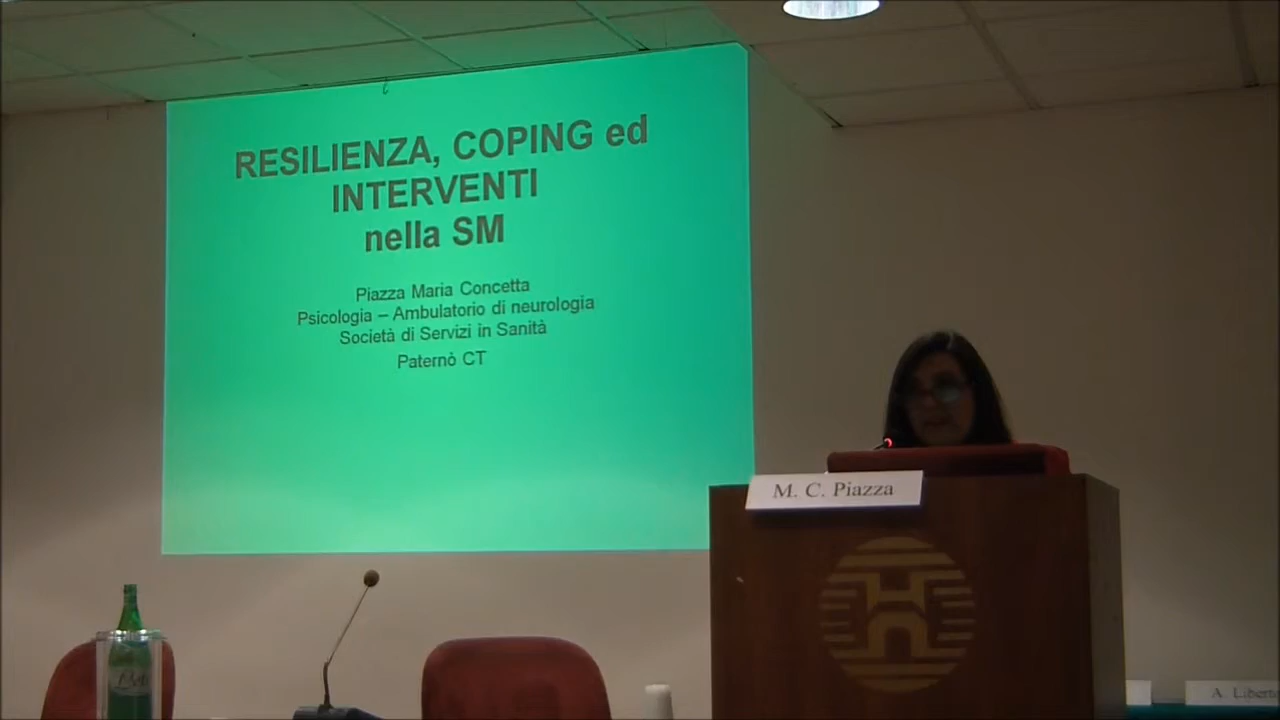 RESILIENZA, COPING ed
INTERVENTI
nella SM
Piazza Maria Concetta
Psicologia – Ambulatorio di neurologia
Società di Servizi in Sanità
Paternò CT
M. C. Piazza